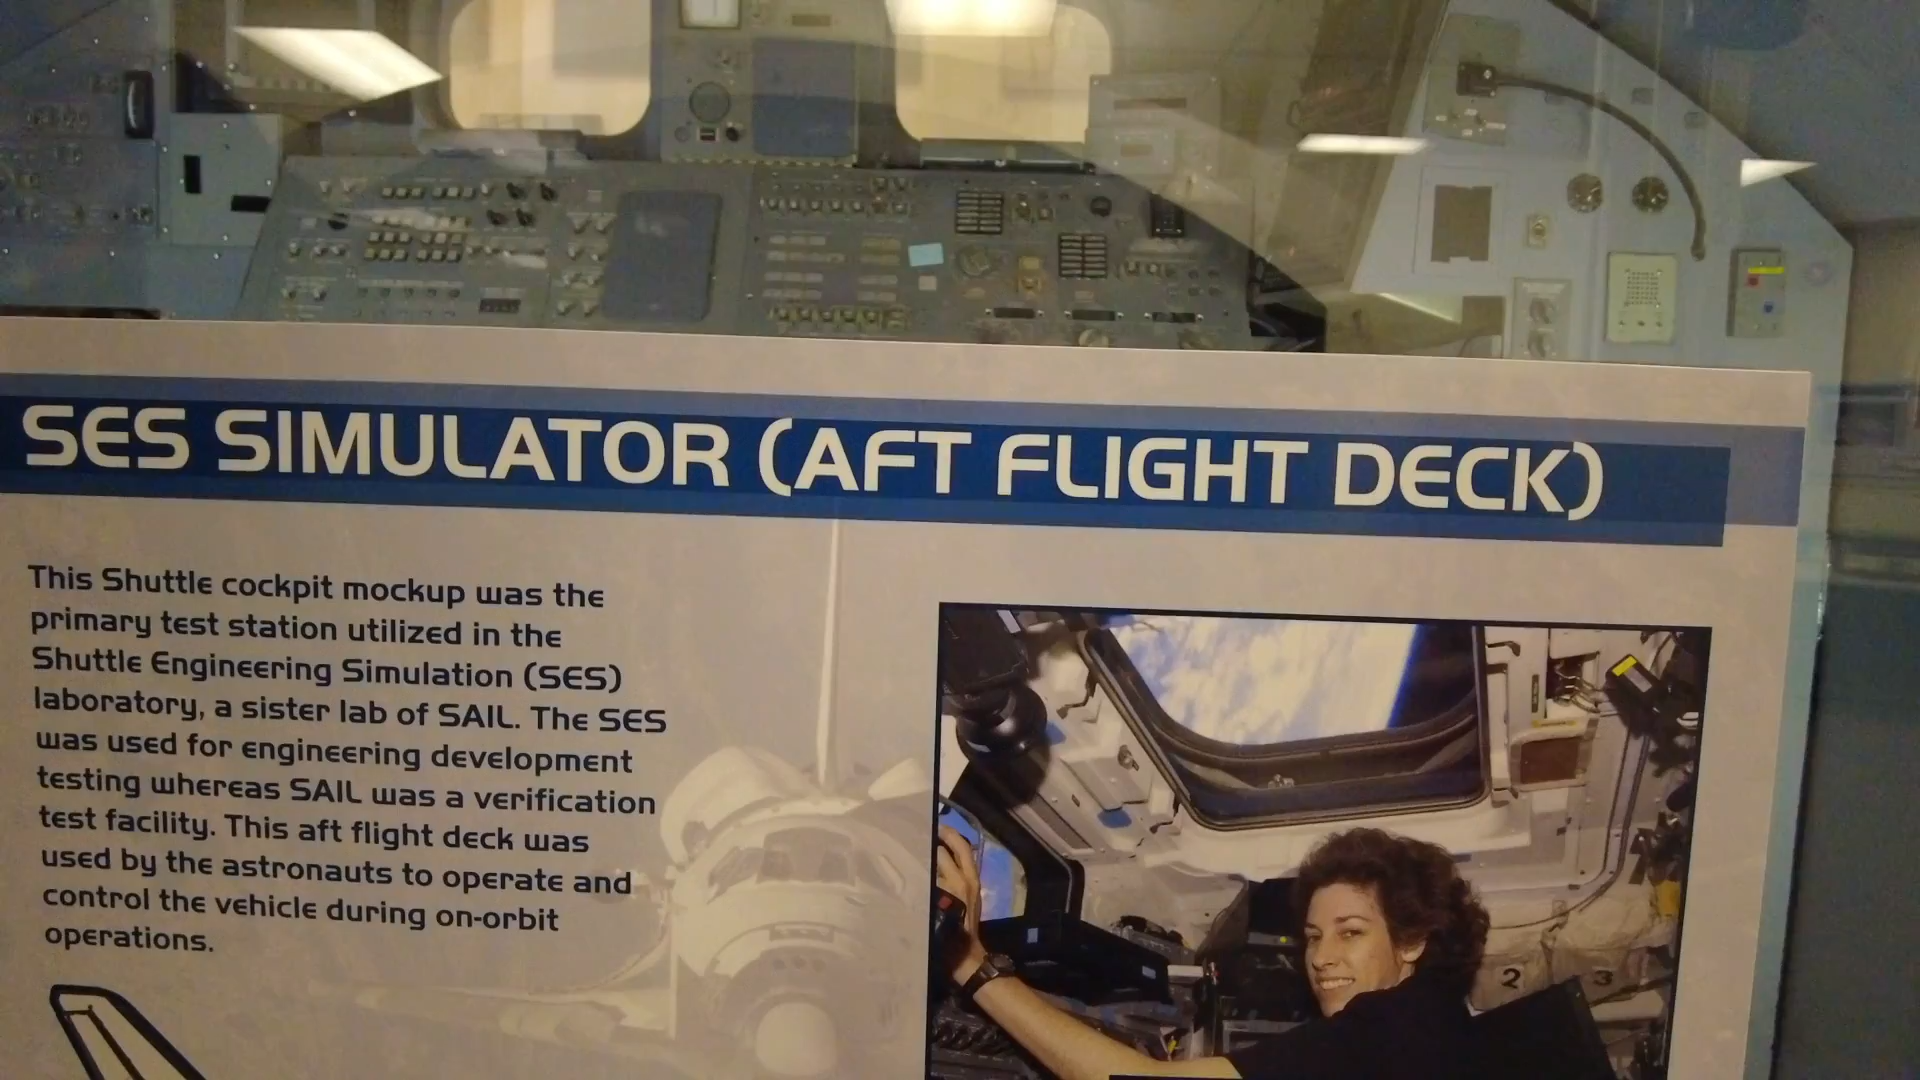 SES SIMULATOR (AFT FLIGHT DECK)
This Shuttle cockpit mockup was the
primary test station utilized in the
Shuttle Engineering Simulation (SES)
laboratory, a sister lab of SAIL. The SES
was used for engineering development
testing whereas SAIL was a verification
test facility. This aft flight deck was
used by the astronauts to operate and
control the vehicle during on-orbit
operations.
2 3